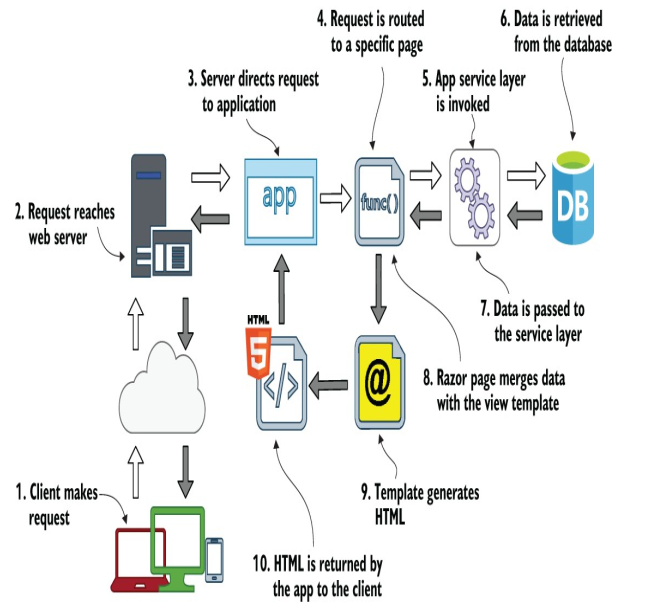 4. Request is routed
to a specific page
6. Data is retrieved
from the database
3. Server directs request
to application
5. App service layer
is invoked
app
func()
DB
2. Request reaches
web server
7. Data is passed to
the service layer
HTML
5
</>
@
8. Razor page merges data
with the view template
1. Client makes
request
9. Template generates
HTML
10. HTML is returned by
the app to the client